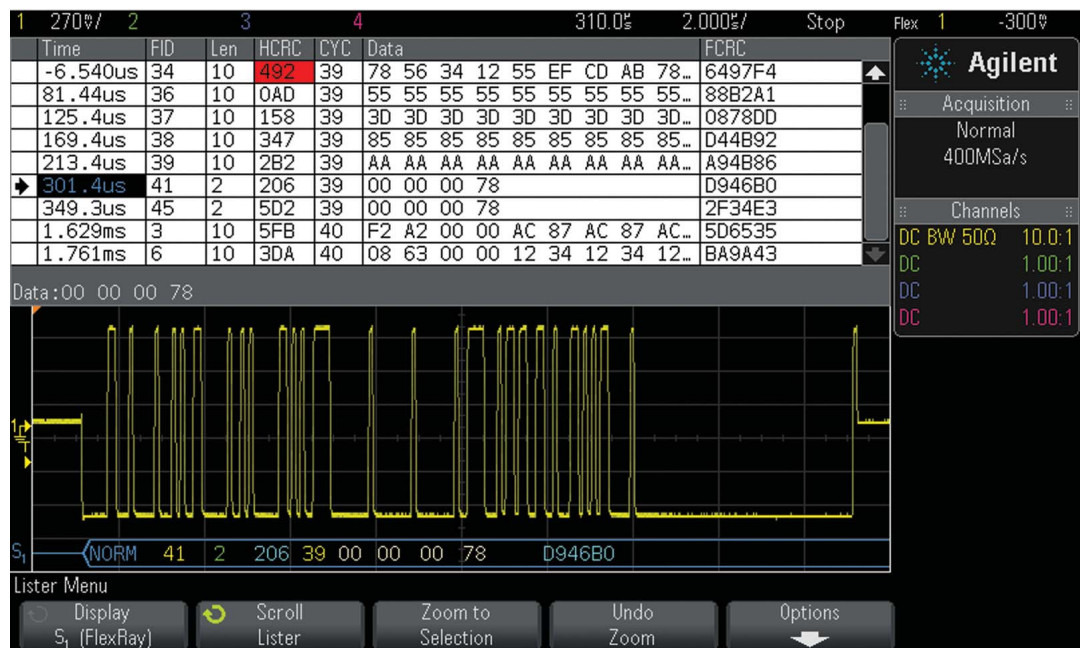 1 270▿/ 2 3 4 310.0µs 2.000µs/ Stop Flex 1 -300▿
Time FID Len HCRC CYC Data FCRC
-6.540us 34 10 492 39 78 56 34 12 55 EF CD AB 78… 6497F4
81.44us 36 10 0AD 39 55 55 55 55 55 55 55 55 55… 88B2A1
125.4us 37 10 158 39 3D 3D 3D 3D 3D 3D 3D 3D 3D… 0878DD
169.4us 38 10 347 39 85 85 85 85 85 85 85 85 85… D44B92
213.4us 39 10 2B2 39 AA AA AA AA AA AA AA AA AA… A94B86
301.4us 41 2 206 39 00 00 00 78 D946B0
349.3us 45 2 5D2 39 00 00 00 78 2F34E3
1.629ms 3 10 5FB 40 F2 A2 00 00 AC 87 AC 87 AC… 5D6535
1.761ms 6 10 3DA 40 08 63 00 00 12 34 12 34 12… BA9A43
Data:00 00 00 78
Agilent
Acquisition
Normal
400MSa/s
Channels
DC BW 50Ω 10.0:1
DC 1.00:1
DC 1.00:1
DC 1.00:1
1
S1 NORM 41 2 206 39 00 00 00 78 D946B0
Lister Menu
Display
S1 (FlexRay)
Scroll
Lister
Zoom to
Selection
Undo
Zoom
Options